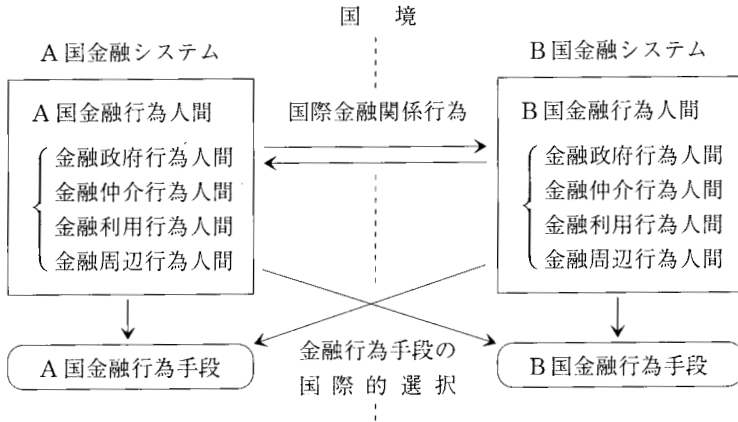 国境
A国金融システム
B国金融システム
A国金融行為人間
金融政府行為人間
金融仲介行為人間
金融利用行為人間
金融周辺行為人間
国際金融関係行為
B国金融行為人間
金融政府行為人間
金融仲介行為人間
金融利用行為人間
金融周辺行為人間
A国金融行為手段
金融行為手段の
国際的選択
B国金融行為手段